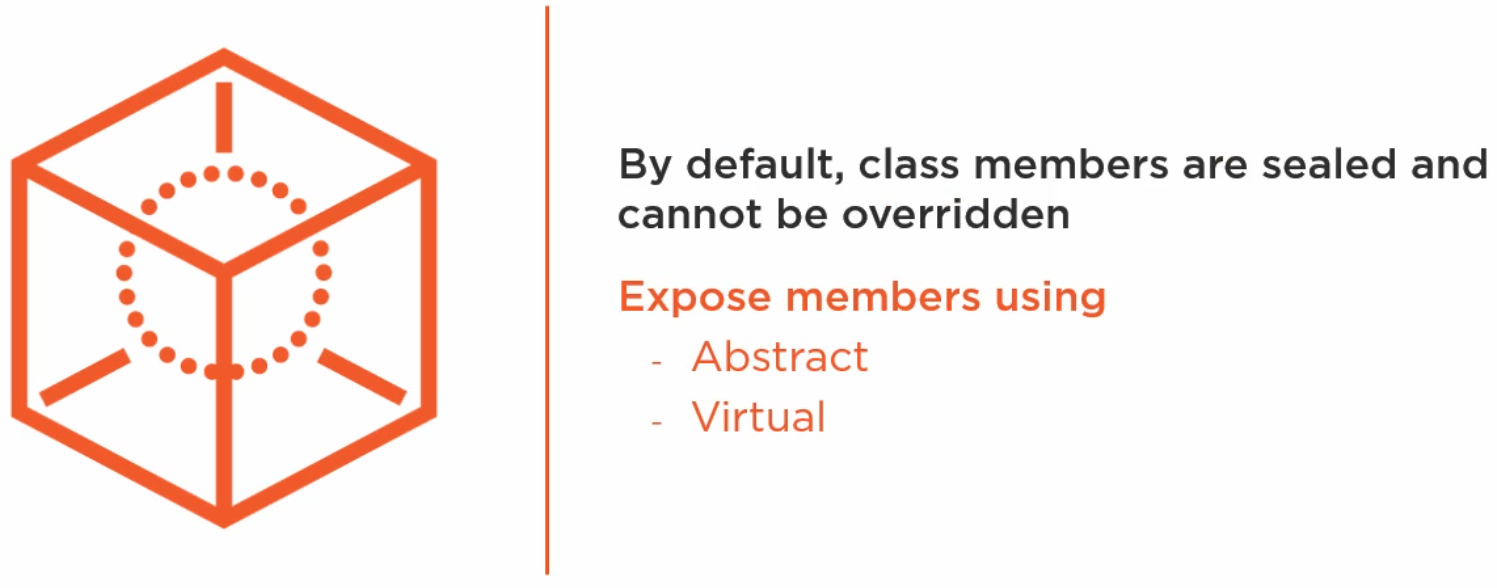 By default, class members are sealed and
cannot be overridden
Expose members using
- Abstract
- Virtual